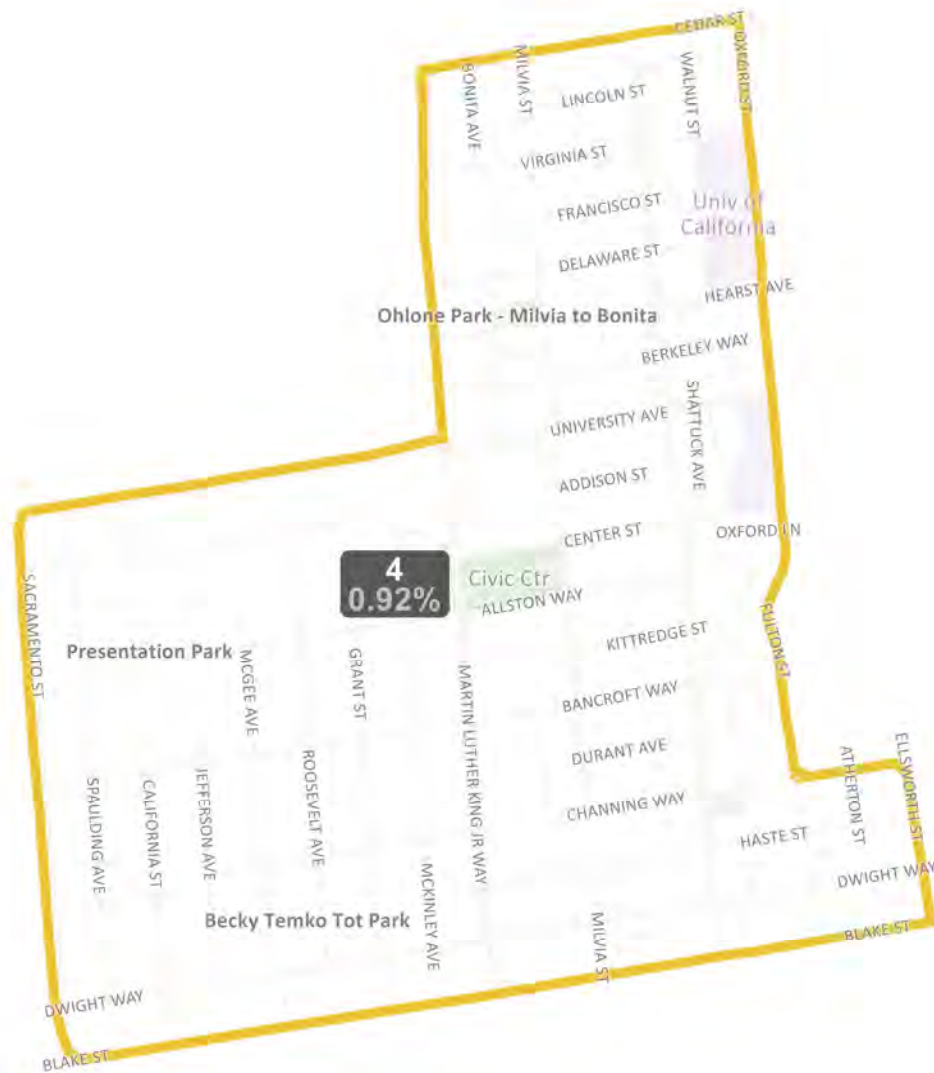 CEDAR ST
OXFORD ST
MILVIA ST
BONITA AVE
WALNUT ST
LINCOLN ST
VIRGINIA ST
FRANCISCO ST
Univ of
California
DELAWARE ST
HEARST AVE
Ohlone Park - Milvia to Bonita
BERKELEY WAY
SHATTUCK AVE
UNIVERSITY AVE
ADDISON ST
CENTER ST
OXFORD LN
4
0.92%
Civic Ctr
ALLSTON WAY
SACRAMENTO ST
FULTON ST
KITTREDGE ST
Presentation Park
MCGEE AVE
GRANT ST
MARTIN LUTHER KING JR WAY
BANCROFT WAY
DURANT AVE
ROOSEVELT AVE
JEFFERSON AVE
CALIFORNIA ST
SPAULDING AVE
CHANNING WAY
ATHERTON ST
ELLSWORTH ST
HASTE ST
DWIGHT WAY
MCKINLEY AVE
Becky Temko Tot Park
MILVIA ST
BLAKE ST
DWIGHT WAY
BLAKE ST